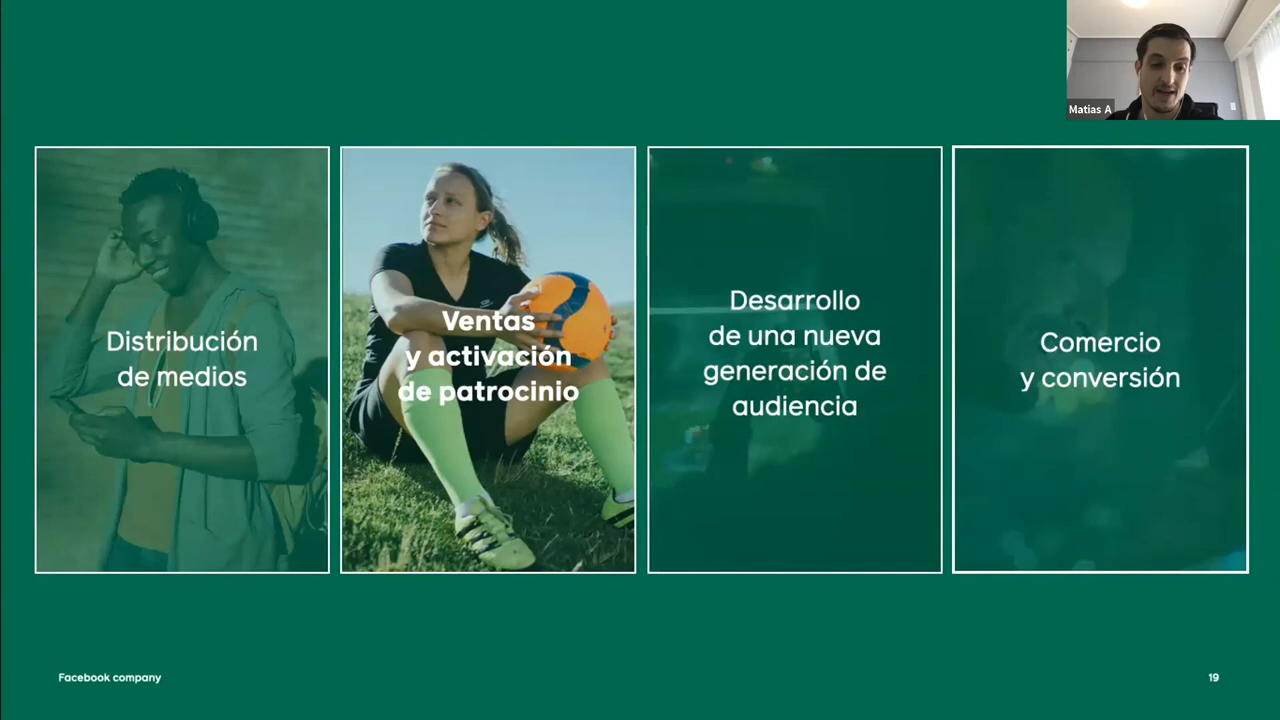 Matias A
Distribución
de medios
Ventas
y activación
de patrocinio
Desarrollo
de una nueva
generación de
audiencia
Comercio
y conversión
Facebook company
19